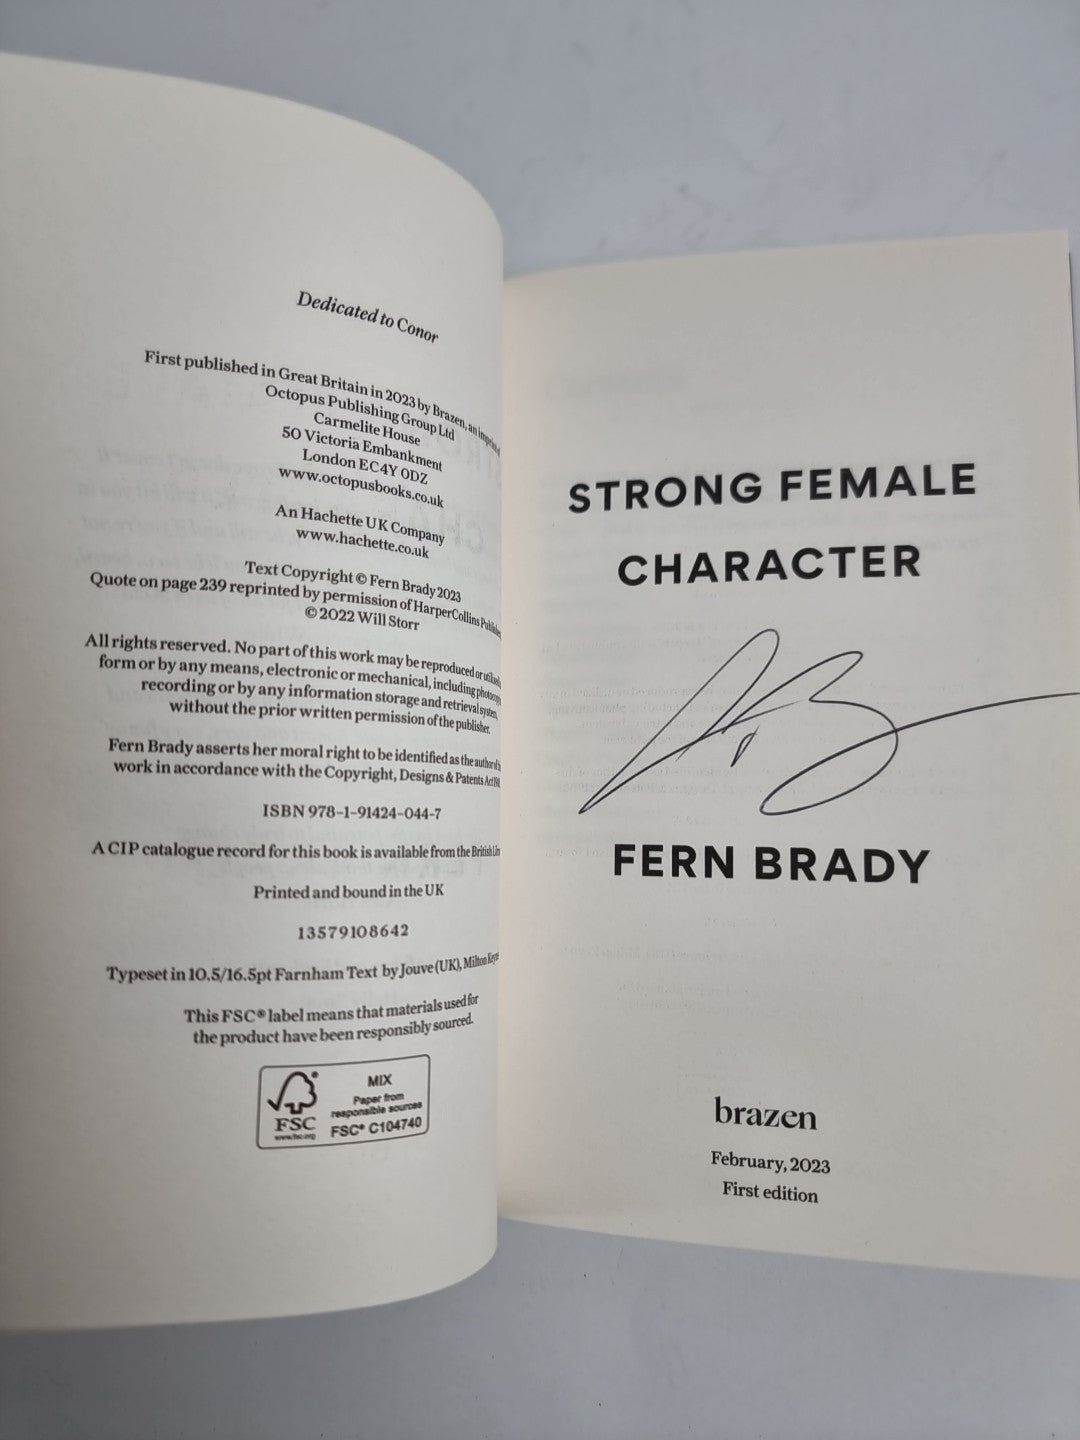 Dedicated to Conor
First published in Great Britain in 2023 by Brazen, an imprint of
Octopus Publishing Group Ltd
Carmelite House
50 Victoria Embankment
London EC4Y 0DZ
www.octopusbooks.co.uk
An Hachette UK Company
www.hachette.co.uk
Text Copyright © Fern Brady 2023
Quote on page 239 reprinted by permission of HarperCollins
© 2022 Will Storr
All rights reserved. No part of this work may be reproduced or
form or by any means, electronic or mechanical, including
recording or by any information storage and retrieval system,
without the prior written permission of the publisher.
Fern Brady asserts her moral right to be identified as the author of
work in accordance with the Copyright, Designs & Patents Act
ISBN 978-1-91424-044-7
A CIP catalogue record for this book is available from the British
Printed and bound in the UK
13579108642
Typeset in 10.5/16.5pt Farnham Text by Jouve (UK), Milton
This FSC® label means that materials used for
the product have been responsibly sourced.
FSC
www.fsc.org
MIX
Paper from
responsible sources
FSC® C104740
STRONG FEMALE
CHARACTER
FERN BRADY
brazen
February, 2023
First edition